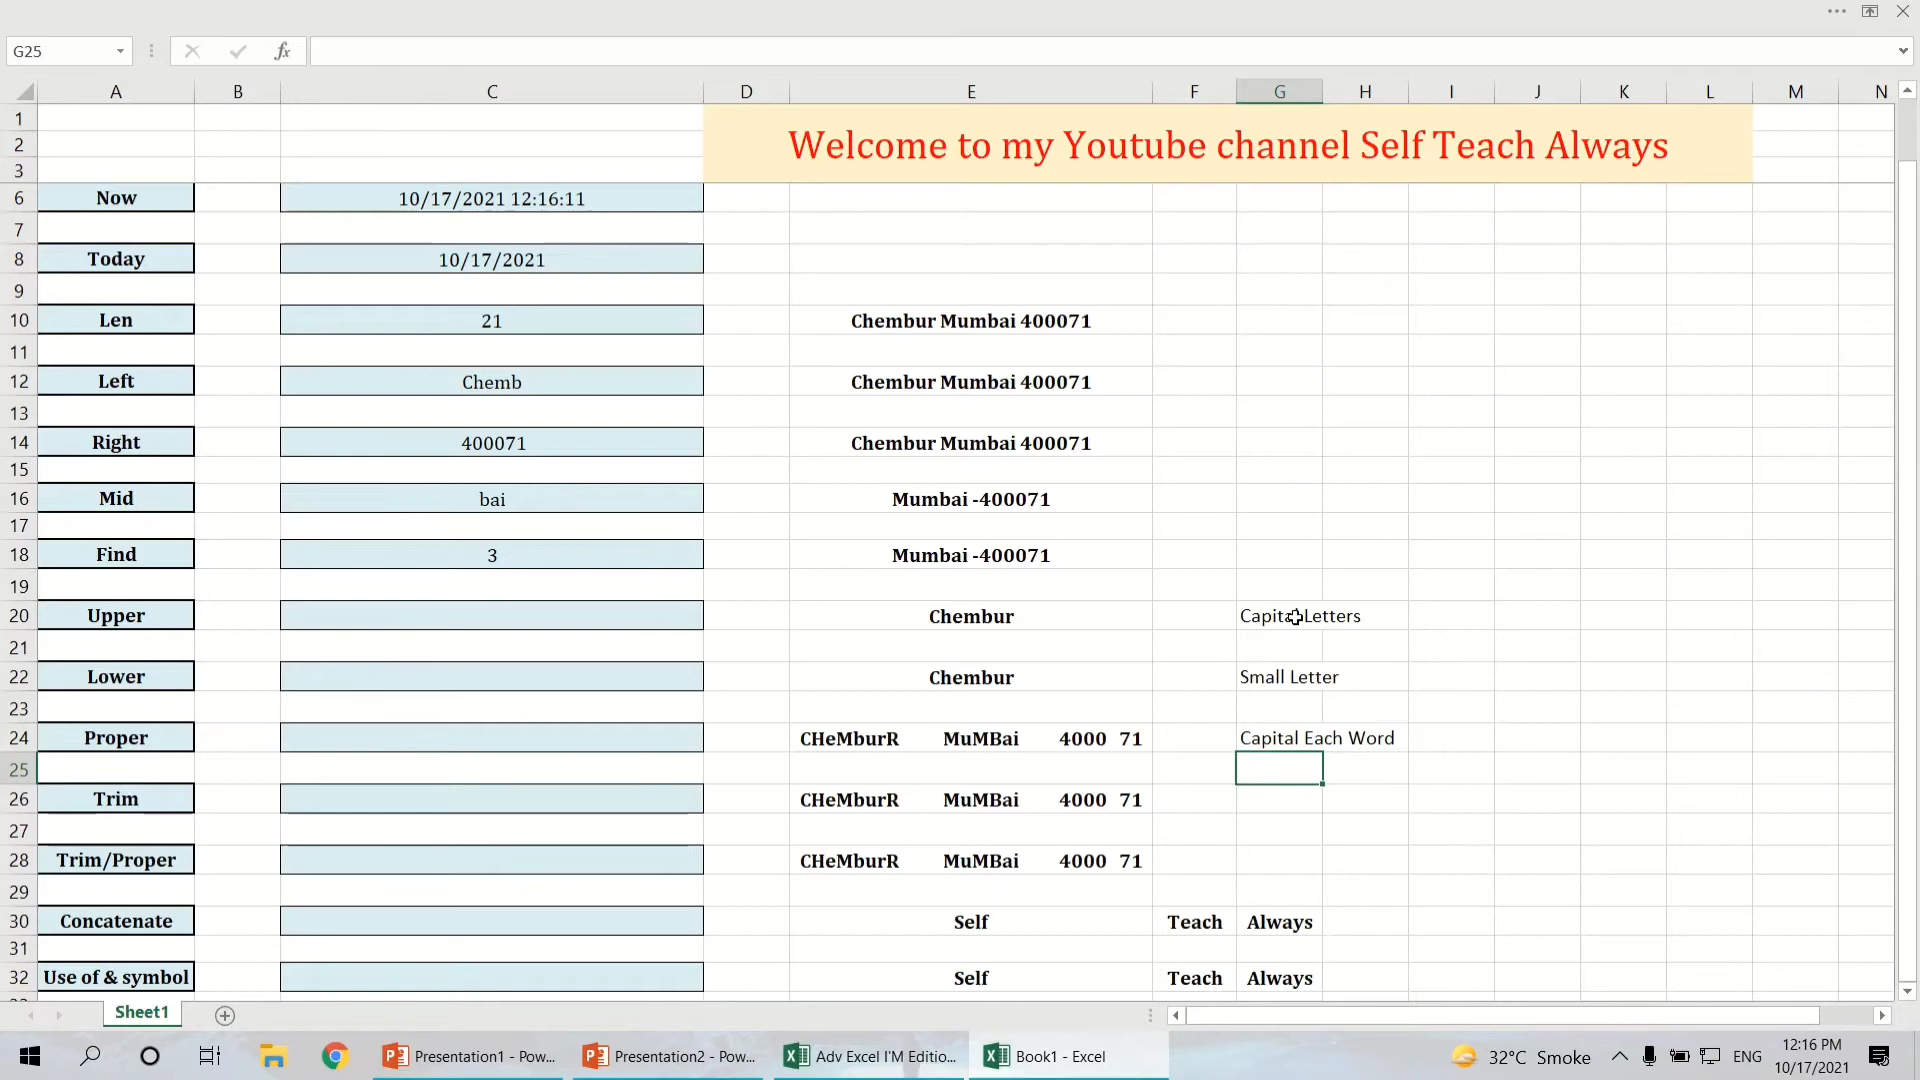 G25
fx
A B C D E F G H I J K L M N
1
2 Welcome to my Youtube channel Self Teach Always
3
6 Now 10/17/2021 12:16:11
7
8 Today 10/17/2021
9
10 Len 21 Chembur Mumbai 400071
11
12 Left Chemb Chembur Mumbai 400071
13
14 Right 400071 Chembur Mumbai 400071
15
16 Mid bai Mumbai -400071
17
18 Find 3 Mumbai -400071
19
20 Upper Chembur Capital Letters
21
22 Lower Chembur Small Letter
23
24 Proper CHeMburR MuMBai 4000 71 Capital Each Word
25
26 Trim CHeMburR MuMBai 4000 71
27
28 Trim/Proper CHeMburR MuMBai 4000 71
29
30 Concatenate Self Teach Always
31
32 Use of & symbol Self Teach Always
Sheet1
Presentation1 - Pow... Presentation2 - Pow... Adv Excel I'M Editio... Book1 - Excel 32°C Smoke ENG 12:16 PM
10/17/2021